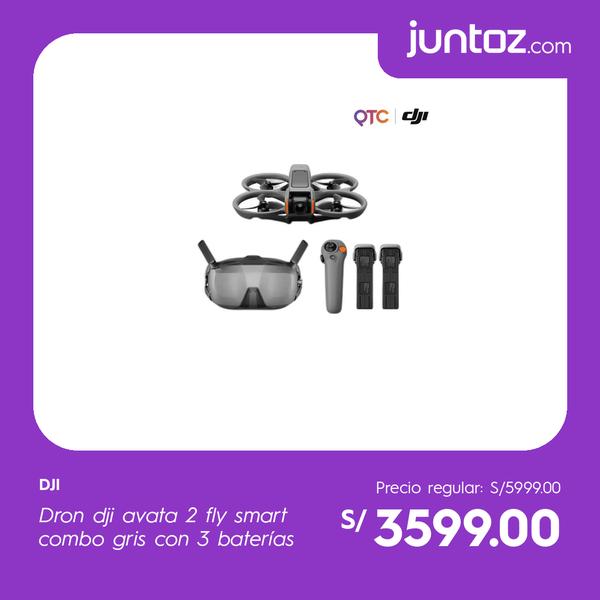 juntoz.com
QTC | dji
DJI
Dron dji avata 2 fly smart
combo gris con 3 baterías
Precio regular: S/5999.00
S/ 3599.00